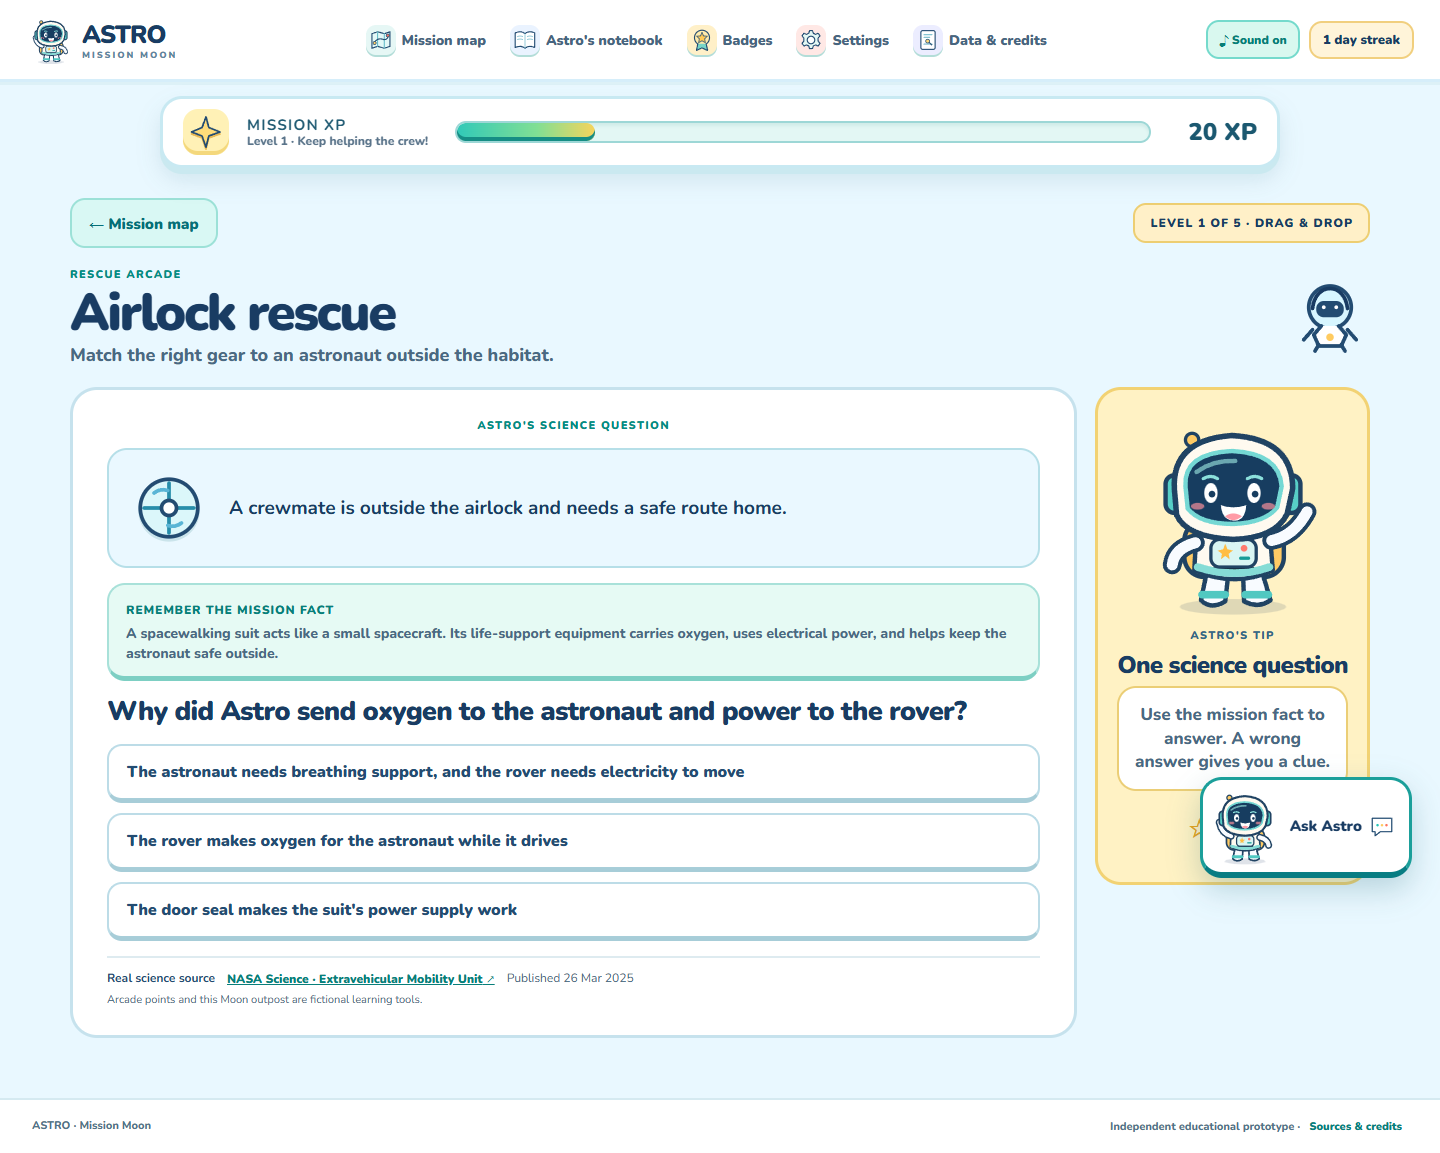 ASTRO
MISSION MOON
Mission map
Astro's notebook
Badges
Settings
Data & credits
♪ Sound on
1 day streak
MISSION XP
Level 1 · Keep helping the crew!
20 XP
← Mission map
LEVEL 1 OF 5 · DRAG & DROP
RESCUE ARCADE
Airlock rescue
Match the right gear to an astronaut outside the habitat.
ASTRO'S SCIENCE QUESTION
A crewmate is outside the airlock and needs a safe route home.
REMEMBER THE MISSION FACT
A spacewalking suit acts like a small spacecraft. Its life-support equipment carries oxygen, uses electrical power, and helps keep the
astronaut safe outside.
Why did Astro send oxygen to the astronaut and power to the rover?
The astronaut needs breathing support, and the rover needs electricity to move
The rover makes oxygen for the astronaut while it drives
The door seal makes the suit's power supply work
Real science source NASA Science · Extravehicular Mobility Unit ↗ Published 26 Mar 2025
Arcade points and this Moon outpost are fictional learning tools.
ASTRO'S TIP
One science question
Use the mission fact to
answer. A wrong
answer gives you a clue.
Ask Astro
ASTRO · Mission Moon
Independent educational prototype · Sources & credits